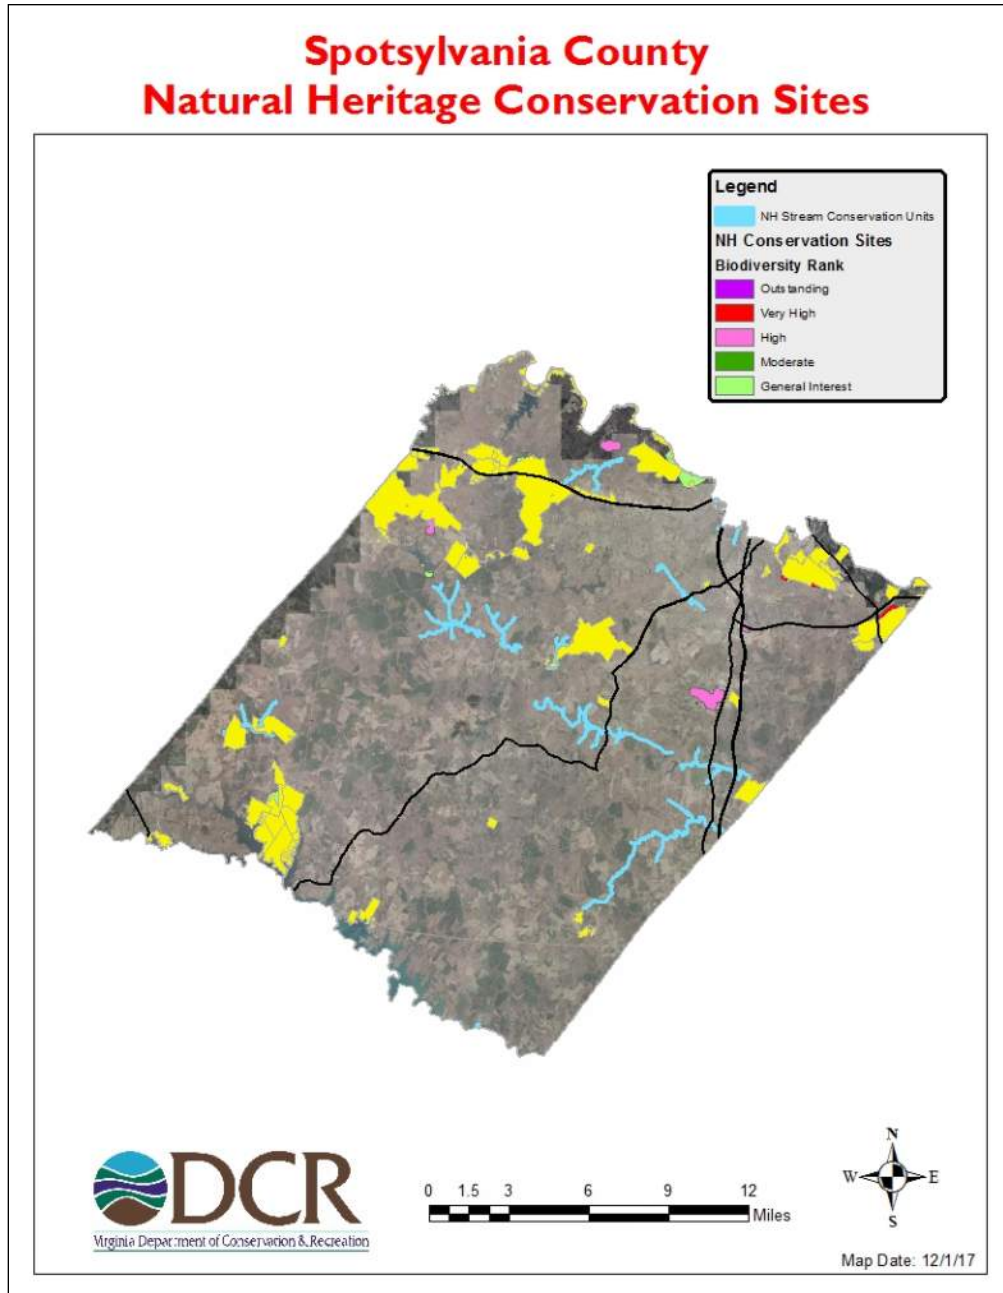 Spotsylvania County
Natural Heritage Conservation Sites
Legend
NH Stream Conservation Units
NH Conservation Sites
Biodiversity Rank
Outstanding
Very High
High
Moderate
General Interest
DCR
Virginia Department of Conservation & Recreation
0 1.5 3 6 9 12
Miles
N
W E
S
Map Date: 12/1/17